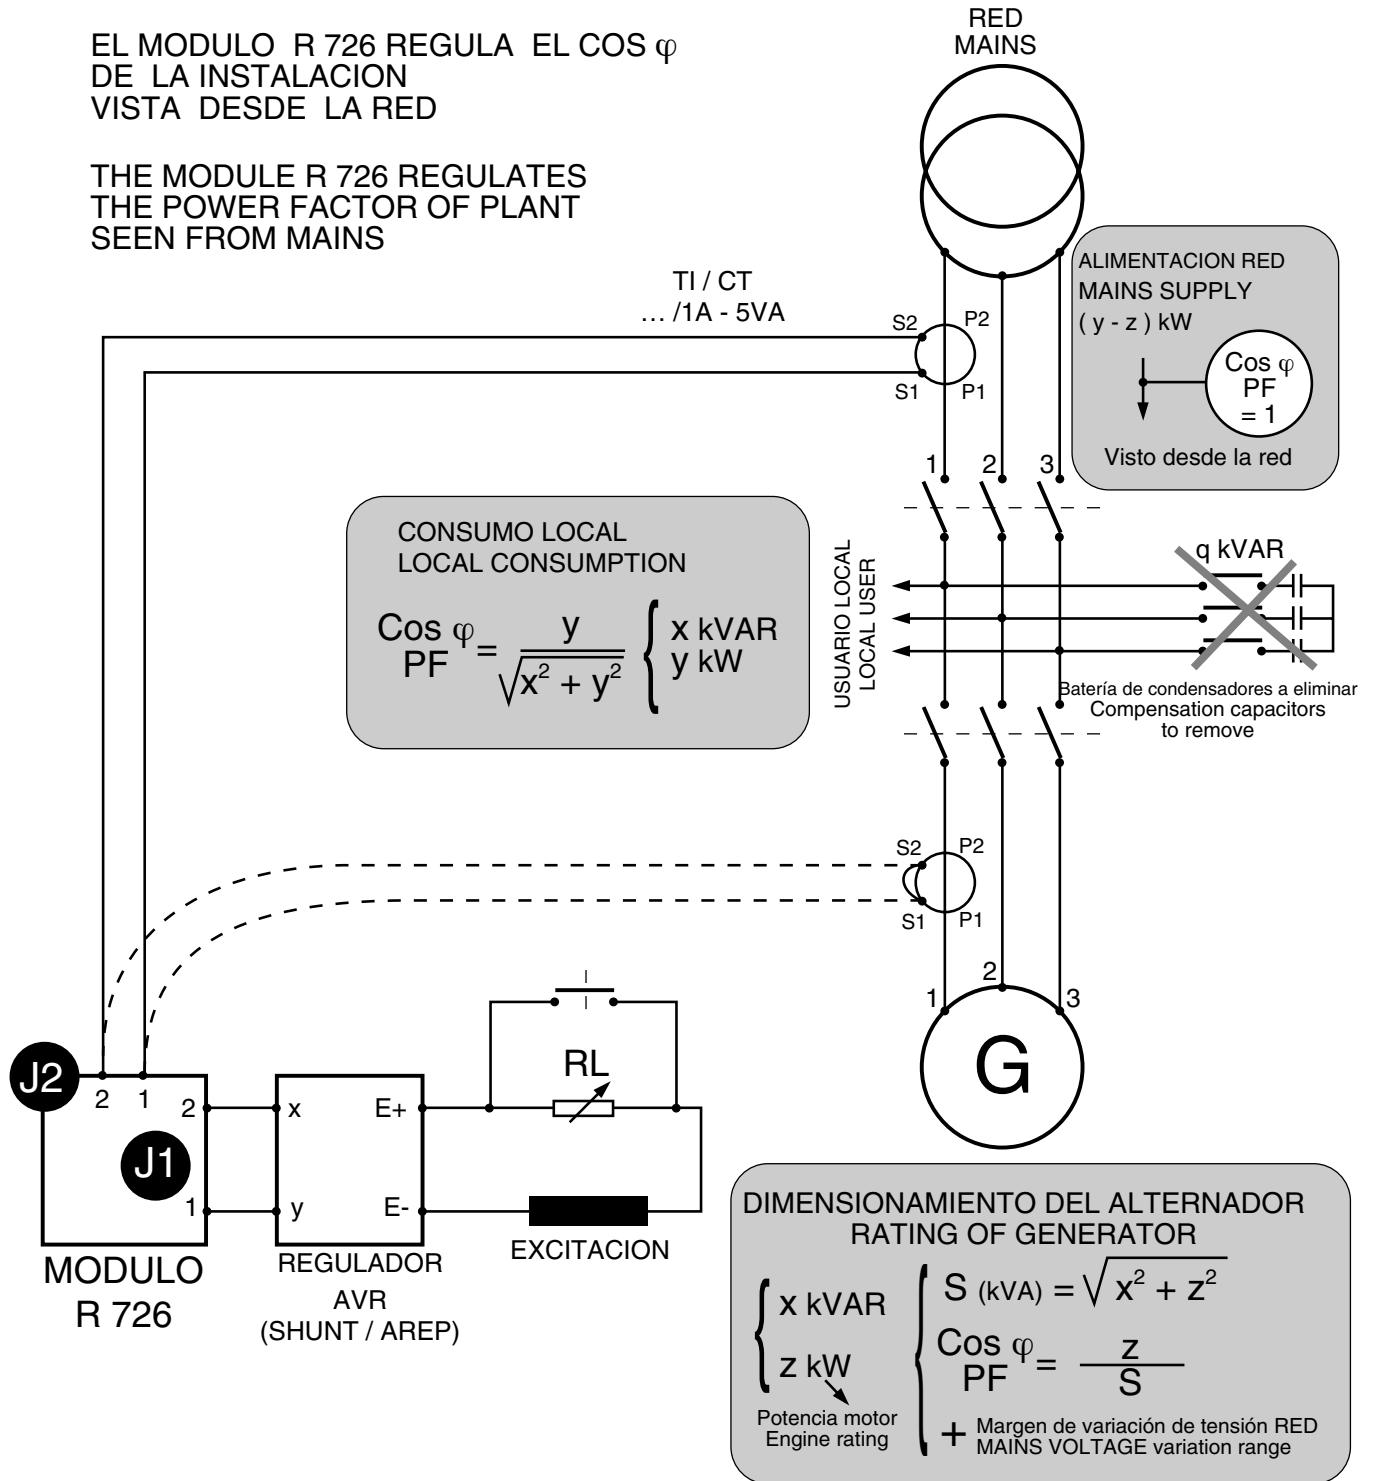 EL MODULO R 726 REGULA EL COS φ
DE LA INSTALACION
VISTA DESDE LA RED
THE MODULE R 726 REGULATES
THE POWER FACTOR OF PLANT
SEEN FROM MAINS
RED
MAINS
TI / CT
... /1A - 5VA
S2
P2
S1
P1
ALIMENTACION RED
MAINS SUPPLY
( y - z ) kW
Cos φ
PF
= 1
Visto desde la red
1 2 3
CONSUMO LOCAL
LOCAL CONSUMPTION
Cos φ
PF
= y / √(x² + y²)
{ x kVAR
y kW
USUARIO LOCAL
LOCAL USER
q kVAR
Batería de condensadores a eliminar
Compensation capacitors
to remove
S2
P2
S1
P1
1 2 3
G
J2
2 1
J1
2
1
MODULO
R 726
x
y
E+
E-
REGULADOR
AVR
(SHUNT / AREP)
RL
EXCITACION
DIMENSIONAMIENTO DEL ALTERNADOR
RATING OF GENERATOR
{ x kVAR
z kW
Potencia motor
Engine rating
{ S (kVA) = √(x² + z²)
Cos φ
PF
= z / S
+ Margen de variación de tensión RED
MAINS VOLTAGE variation range